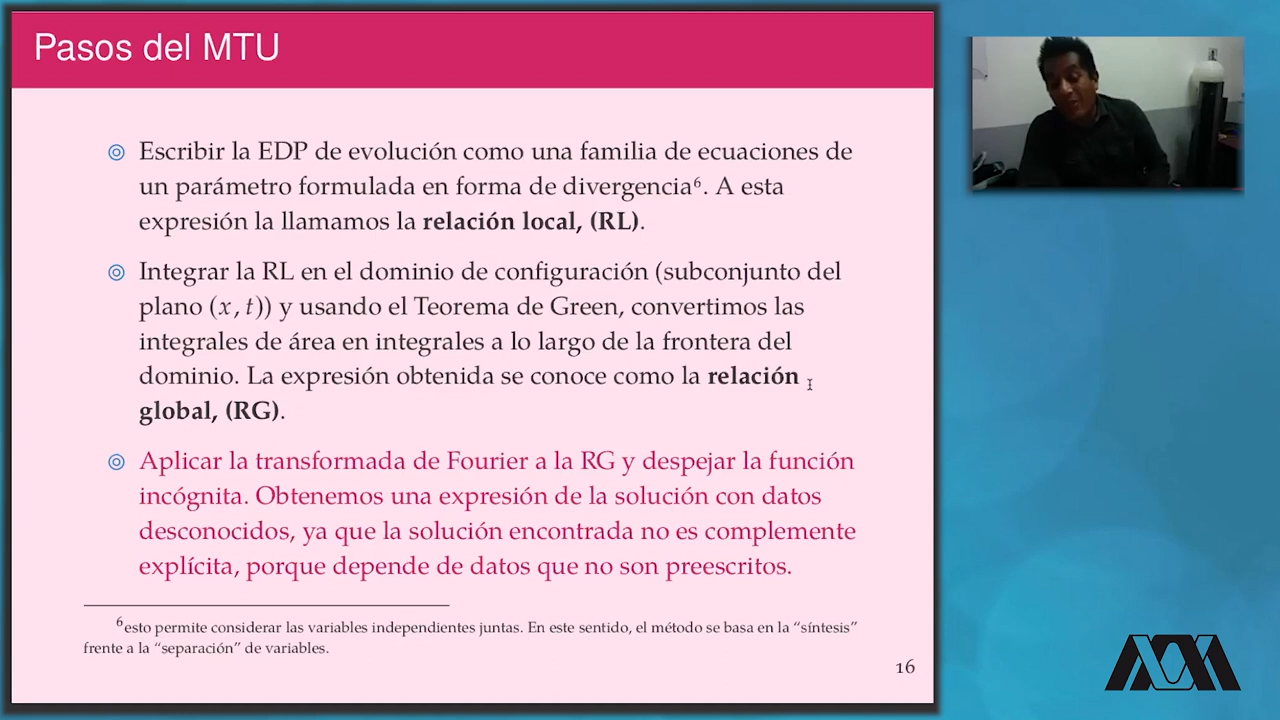 Pasos del MTU
Escribir la EDP de evolución como una familia de ecuaciones de
un parámetro formulada en forma de divergencia⁶. A esta
expresión la llamamos la relación local, (RL).
Integrar la RL en el dominio de configuración (subconjunto del
plano (x, t)) y usando el Teorema de Green, convertimos las
integrales de área en integrales a lo largo de la frontera del
dominio. La expresión obtenida se conoce como la relación
global, (RG).
Aplicar la transformada de Fourier a la RG y despejar la función
incógnita. Obtenemos una expresión de la solución con datos
desconocidos, ya que la solución encontrada no es complemente
explícita, porque depende de datos que no son preescritos.
⁶esto permite considerar las variables independientes juntas. En este sentido, el método se basa en la “síntesis”
frente a la “separación” de variables.
16